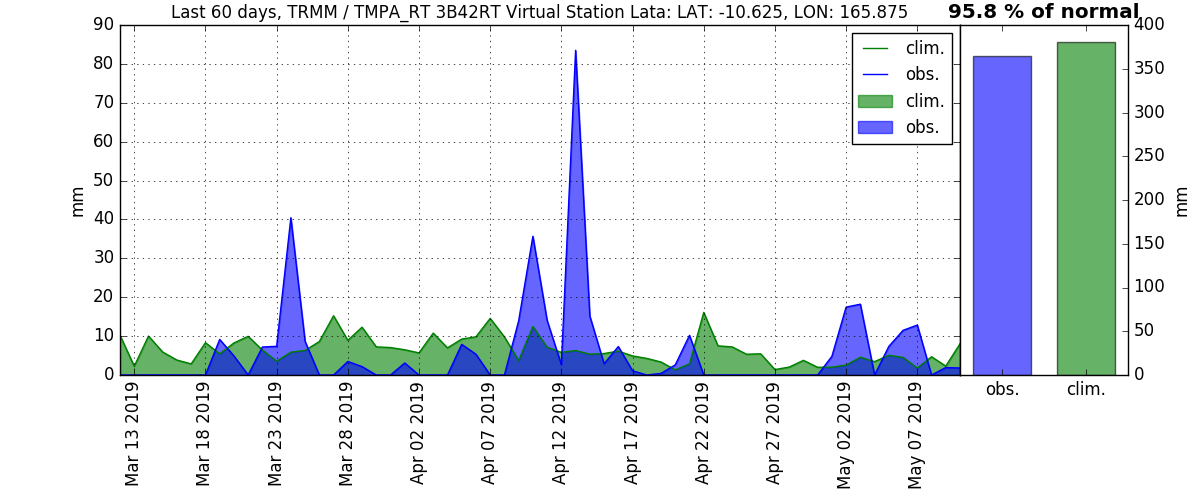 Last 60 days, TRMM / TMPA_RT 3B42RT Virtual Station Lata: LAT: -10.625, LON: 165.875
95.8 % of normal
90
80
70
60
50
40
30
20
10
0
mm
clim.
obs.
clim.
obs.
Mar 13 2019
Mar 18 2019
Mar 23 2019
Mar 28 2019
Apr 02 2019
Apr 07 2019
Apr 12 2019
Apr 17 2019
Apr 22 2019
Apr 27 2019
May 02 2019
May 07 2019
400
350
300
250
200
150
100
50
0
mm
obs.
clim.